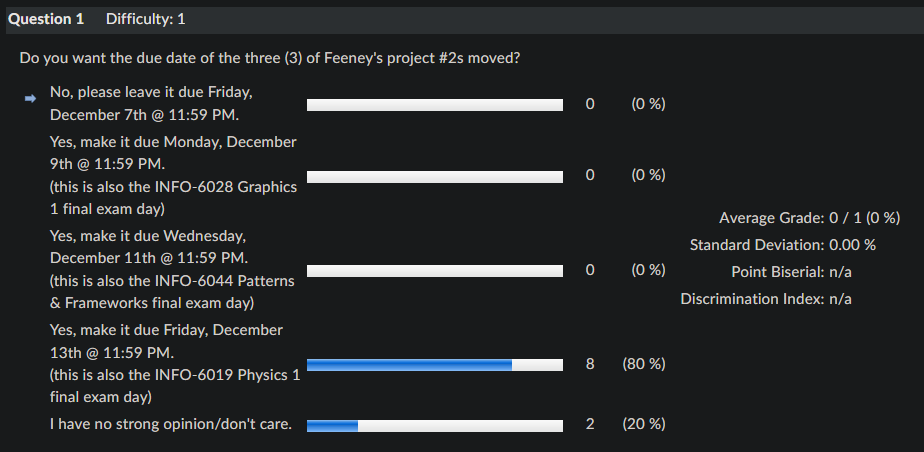 Question 1 Difficulty: 1
Do you want the due date of the three (3) of Feeney's project #2s moved?
No, please leave it due Friday,
December 7th @ 11:59 PM.
0 (0 %)
Yes, make it due Monday, December
9th @ 11:59 PM.
(this is also the INFO-6028 Graphics
1 final exam day)
0 (0 %)
Yes, make it due Wednesday,
December 11th @ 11:59 PM.
(this is also the INFO-6044 Patterns
& Frameworks final exam day)
0 (0 %)
Yes, make it due Friday, December
13th @ 11:59 PM.
(this is also the INFO-6019 Physics 1
final exam day)
8 (80 %)
I have no strong opinion/don't care.
2 (20 %)
Average Grade: 0 / 1 (0 %)
Standard Deviation: 0.00 %
Point Biserial: n/a
Discrimination Index: n/a